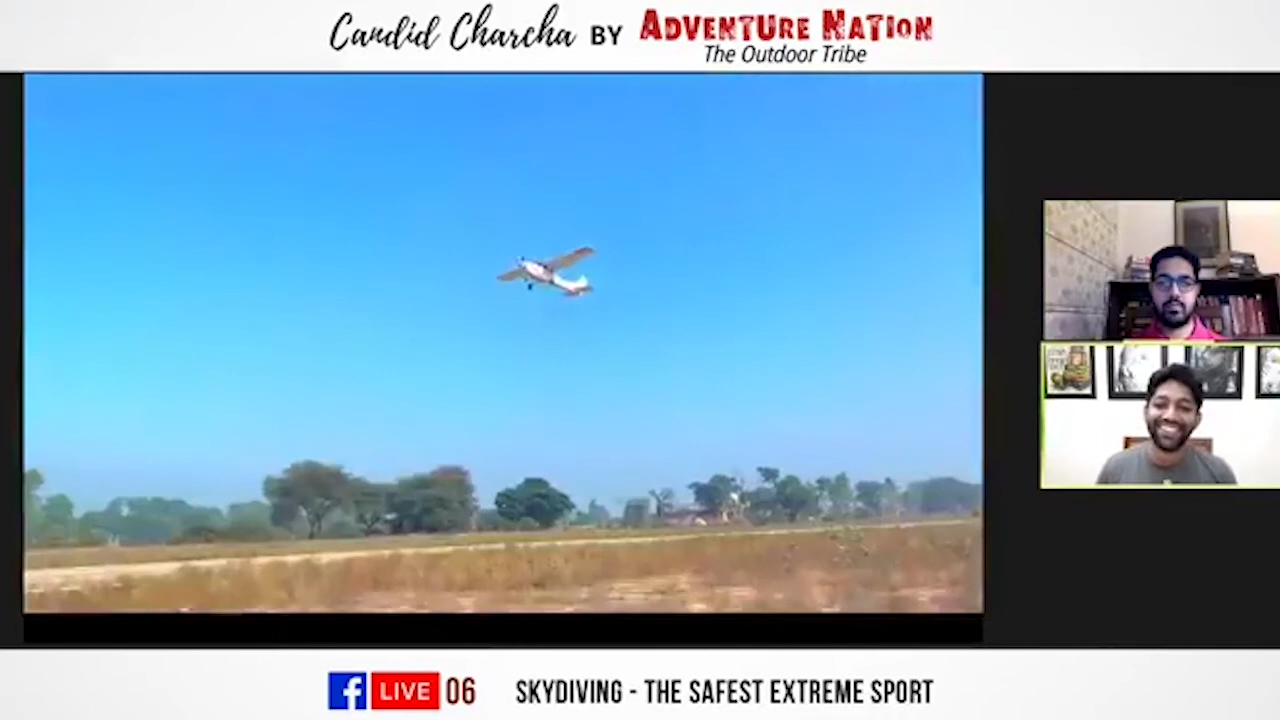 Candid Charcha BY ADVENTURE NATION
The Outdoor Tribe
f LIVE 06 SKYDIVING - THE SAFEST EXTREME SPORT